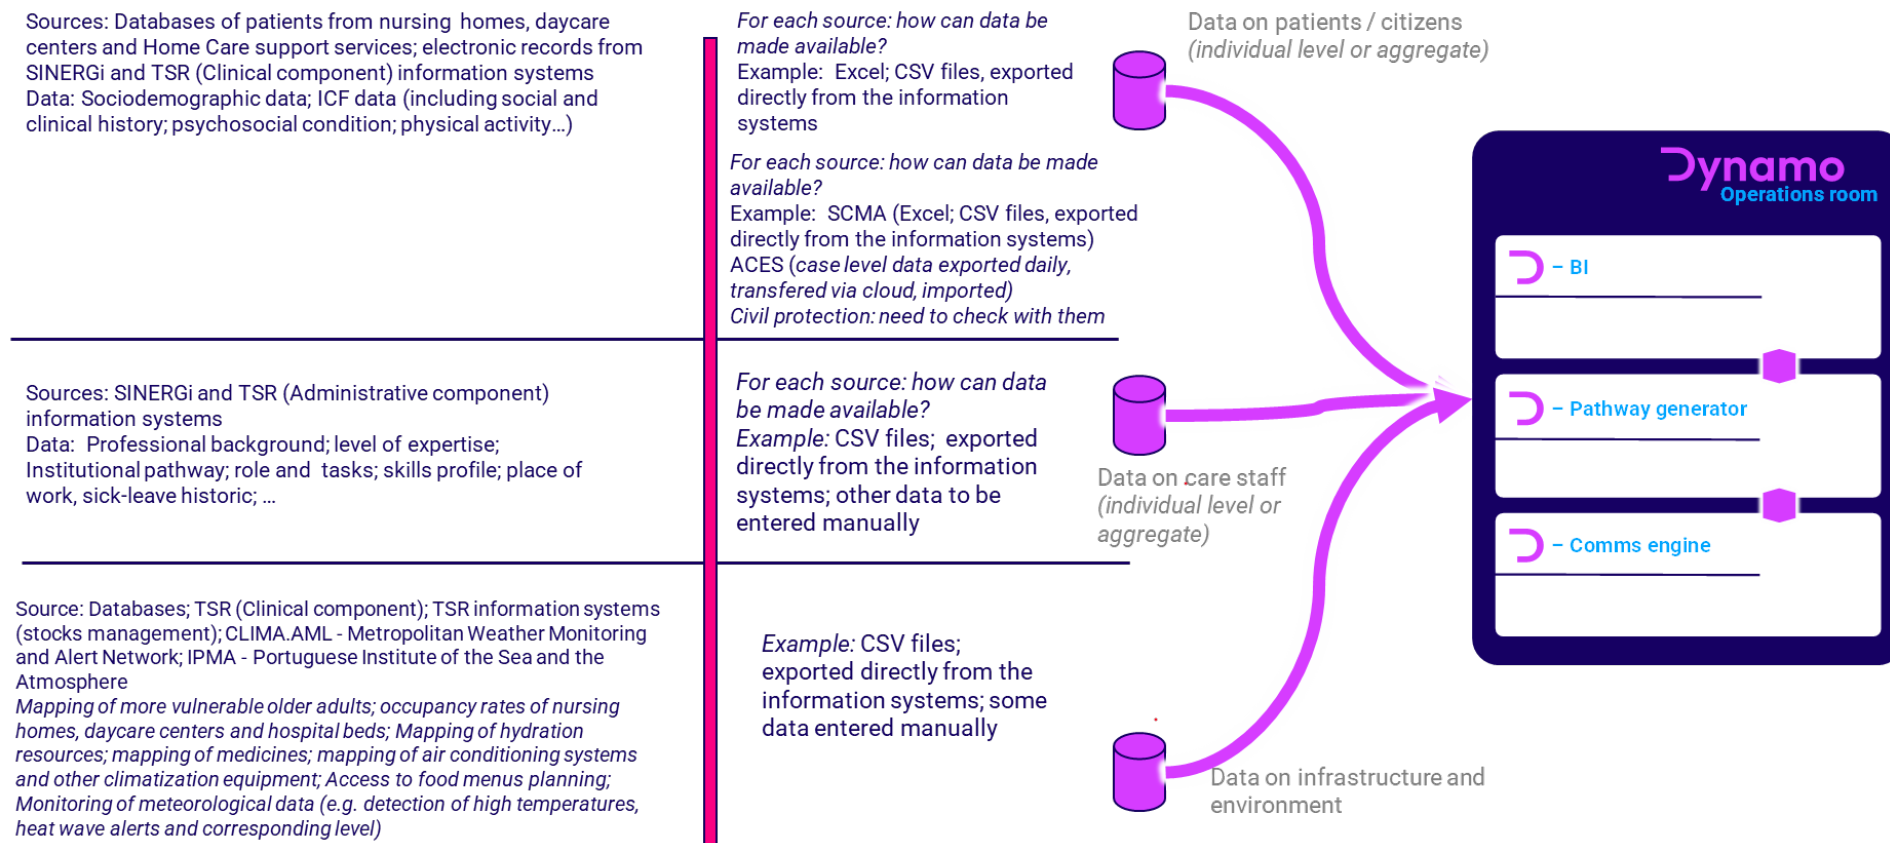 Sources: Databases of patients from nursing homes, daycare
centers and Home Care support services; electronic records from
SINERGi and TSR (Clinical component) information systems
Data: Sociodemographic data; ICF data (including social and
clinical history; psychosocial condition; physical activity…)
For each source: how can data be
made available?
Example: Excel; CSV files, exported
directly from the information
systems
For each source: how can data be made
available?
Example: SCMA (Excel; CSV files, exported
directly from the information systems)
ACES (case level data exported daily,
transfered via cloud, imported)
Civil protection: need to check with them
Data on patients / citizens
(individual level or aggregate)
Sources: SINERGi and TSR (Administrative component)
information systems
Data: Professional background; level of expertise;
Institutional pathway; role and tasks; skills profile; place of
work, sick-leave historic; …
For each source: how can data
be made available?
Example: CSV files; exported
directly from the information
systems; other data to be
entered manually
Data on care staff
(individual level or
aggregate)
Source: Databases; TSR (Clinical component); TSR information systems
(stocks management); CLIMA.AML - Metropolitan Weather Monitoring
and Alert Network; IPMA - Portuguese Institute of the Sea and the
Atmosphere
Mapping of more vulnerable older adults; occupancy rates of nursing
homes, daycare centers and hospital beds; Mapping of hydration
resources; mapping of medicines; mapping of air conditioning systems
and other climatization equipment; Access to food menus planning;
Monitoring of meteorological data (e.g. detection of high temperatures,
heat wave alerts and corresponding level)
Example: CSV files;
exported directly from the
information systems; some
data entered manually
Data on infrastructure and
environment
Dynamo
Operations room
D – BI
D – Pathway generator
D – Comms engine